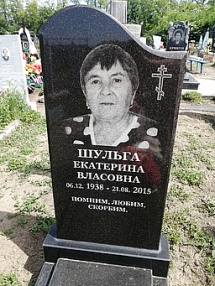 ШУЛЬГА
ЕКАТЕРИНА
ВЛАСОВНА
06.12. 1938 - 21.08. 2015
ПОМНИМ, ЛЮБИМ,
СКОРБИМ.